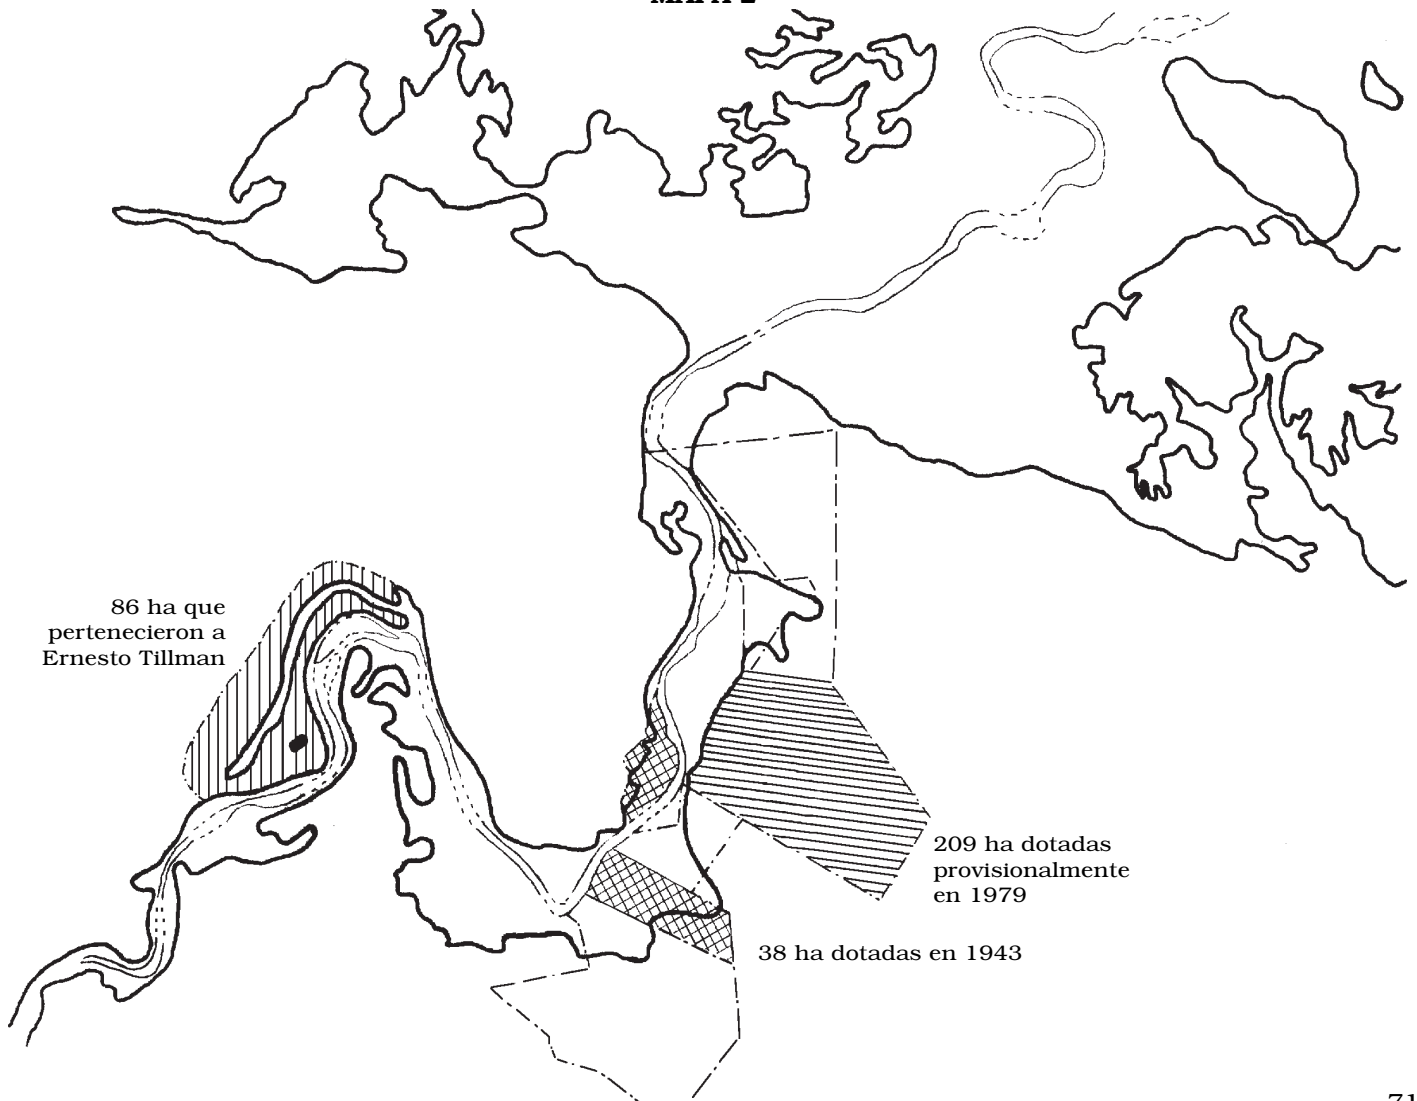 86 ha que
pertenecieron a
Ernesto Tillman
209 ha dotadas
provisionalmente
en 1979
38 ha dotadas en 1943
71